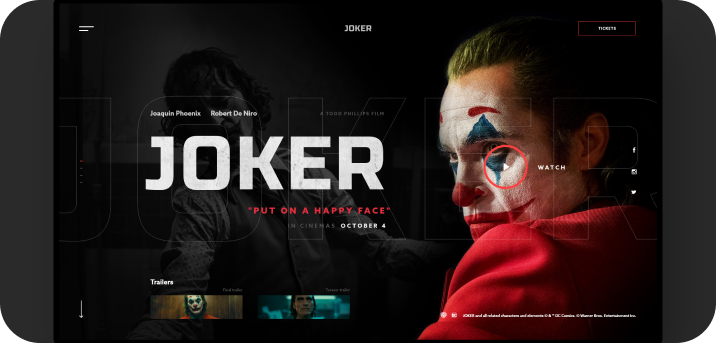 JOKER
TICKETS
Joaquin Phoenix Robert De Niro
A TODD PHILLIPS FILM
JOKER
JOKER
WATCH
"PUT ON A HAPPY FACE"
IN CINEMAS OCTOBER 4
Trailers
Final trailer
Teaser trailer
JOKER and all related characters and elements © & ™ DC Comics. © Warner Bros. Entertainment Inc.